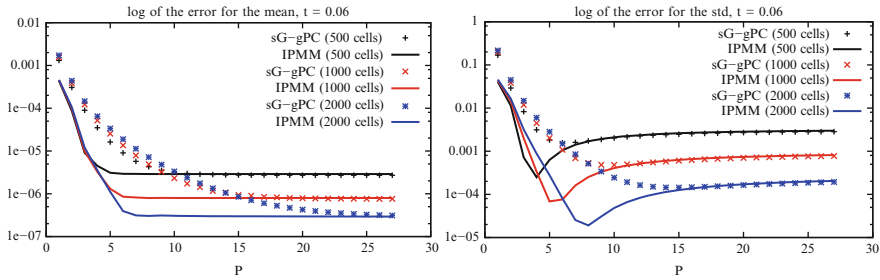 log of the error for the mean, t = 0.06
0.01
0.001
1e−04
1e−05
1e−06
1e−07
sG−gPC (500 cells)
IPMM (500 cells)
sG−gPC (1000 cells)
IPMM (1000 cells)
sG−gPC (2000 cells)
IPMM (2000 cells)
0 5 10 15 20 25 30
P
log of the error for the std, t = 0.06
1
0.1
0.01
0.001
1e−04
1e−05
sG−gPC (500 cells)
IPMM (500 cells)
sG−gPC (1000 cells)
IPMM (1000 cells)
sG−gPC (2000 cells)
IPMM (2000 cells)
0 5 10 15 20 25 30
P